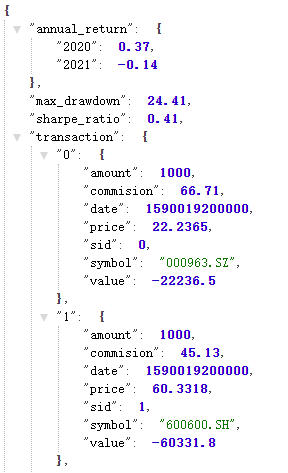 {
"annual_return": {
"2020": 0.37,
"2021": -0.14
},
"max_drawdown": 24.41,
"sharpe_ratio": 0.41,
"transaction": {
"0": {
"amount": 1000,
"commision": 66.71,
"date": 1590019200000,
"price": 22.2365,
"sid": 0,
"symbol": "000963.SZ",
"value": -22236.5
},
"1": {
"amount": 1000,
"commision": 45.13,
"date": 1590019200000,
"price": 60.3318,
"sid": 1,
"symbol": "600600.SH",
"value": -60331.8
},